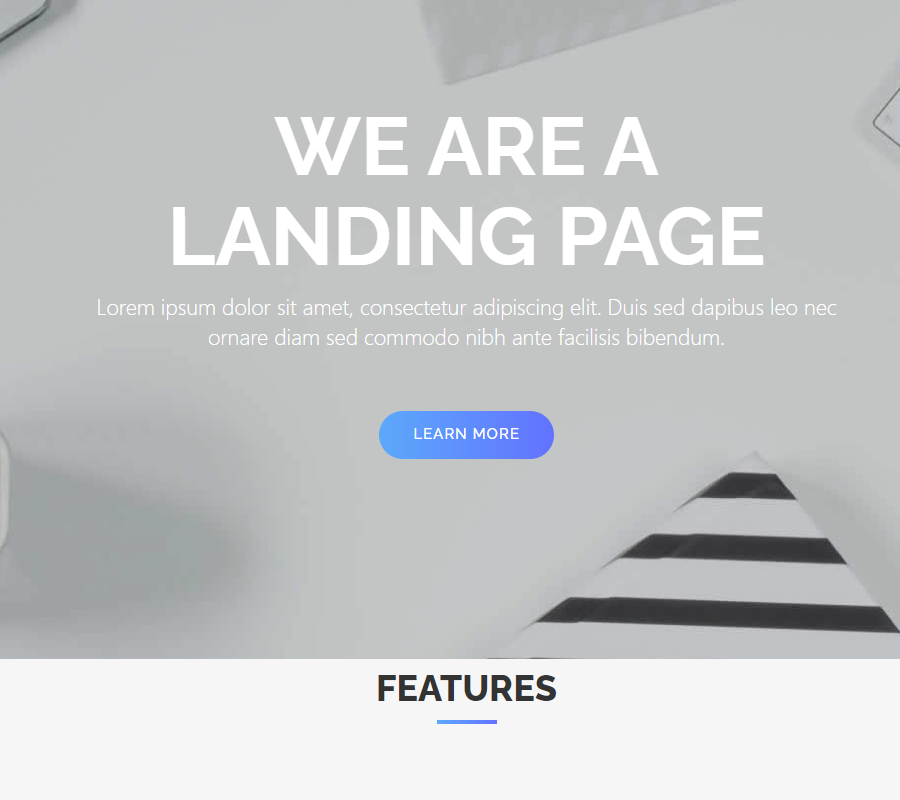 WE ARE A
LANDING PAGE
Lorem ipsum dolor sit amet, consectetur adipiscing elit. Duis sed dapibus leo nec
ornare diam sed commodo nibh ante facilisis bibendum.
LEARN MORE
FEATURES